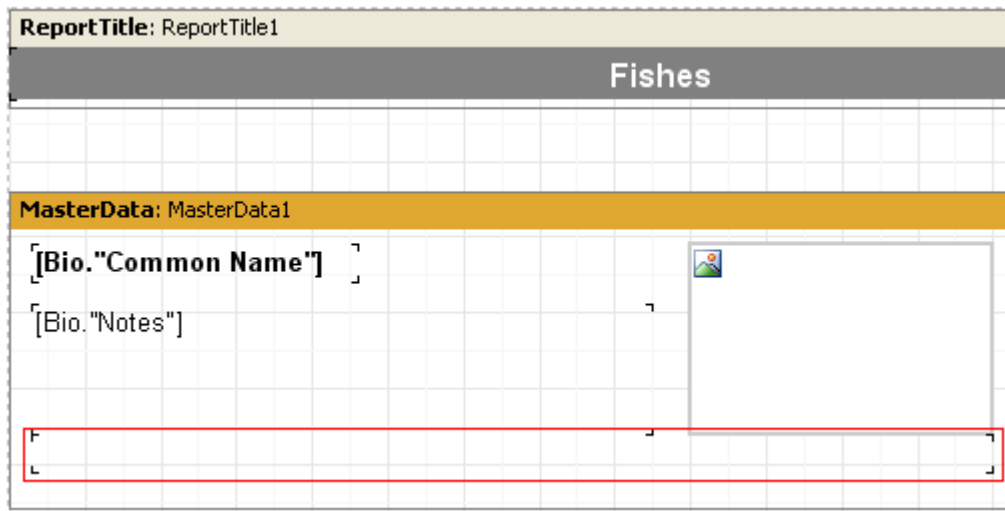 ReportTitle: ReportTitle1
Fishes
MasterData: MasterData1
[Bio."Common Name"]
[Bio."Notes"]